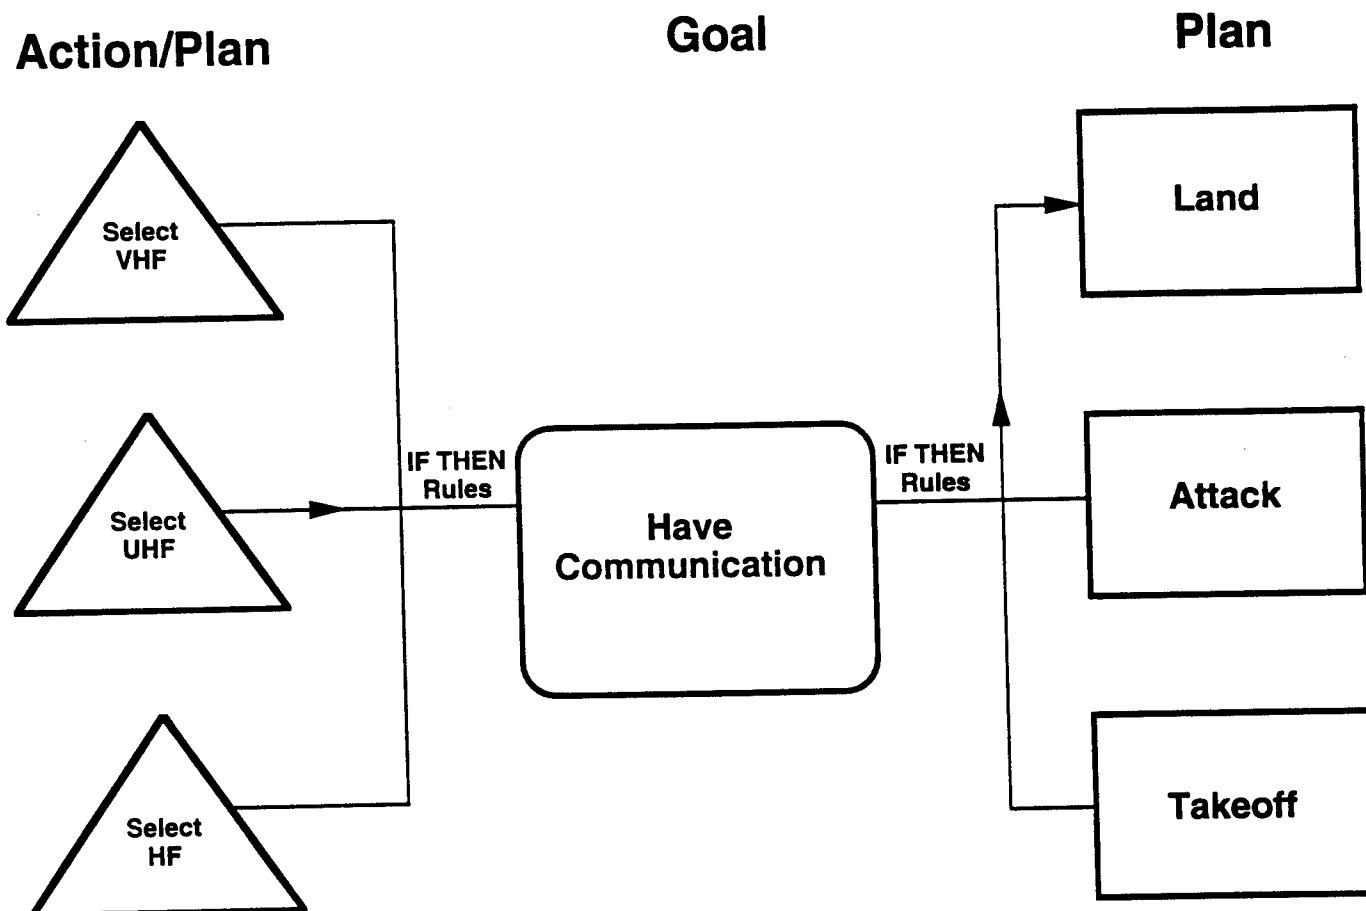 Action/Plan
Goal
Plan
Select
VHF
Land
Select
UHF
IF THEN
Rules
Have
Communication
IF THEN
Rules
Attack
Select
HF
Takeoff